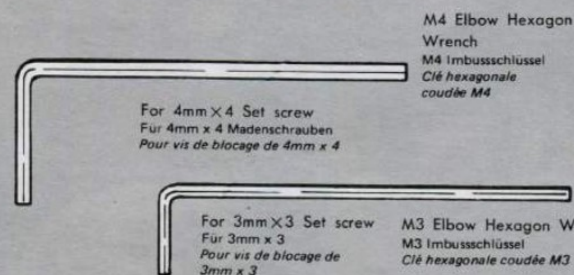 M4 Elbow Hexagon
Wrench
M4 Imbussschlüssel
Clé hexagonale
coudée M4
For 4mm×4 Set screw
Für 4mm x 4 Madenschrauben
Pour vis de blocage de 4mm x 4
For 3mm×3 Set screw
Für 3mm x 3
Pour vis de blocage de
3mm x 3
M3 Elbow Hexagon W
M3 Imbussschlüssel
Clé hexagonale coudée M3